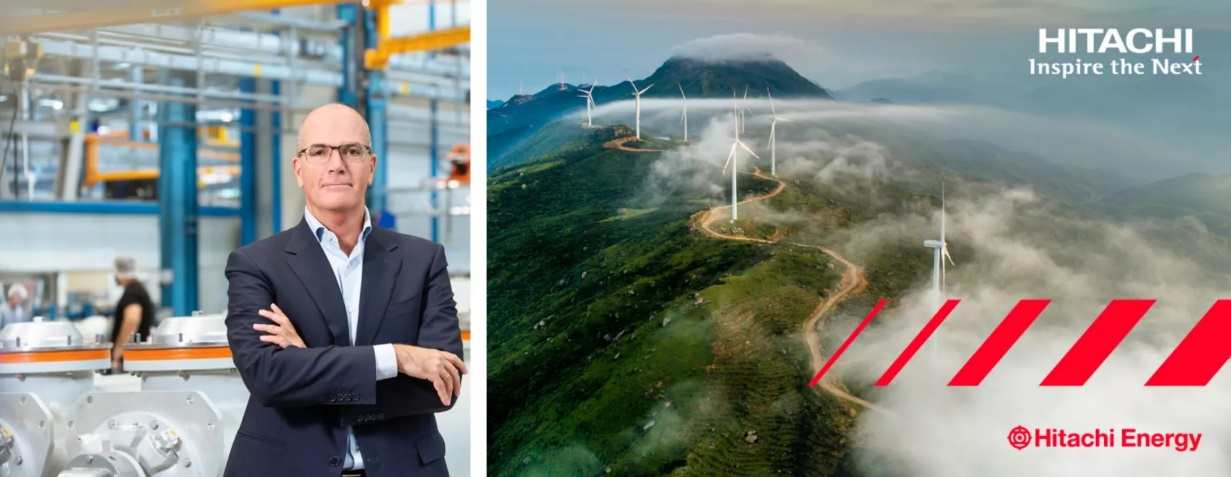 HITACHI
Inspire the Next
Hitachi Energy